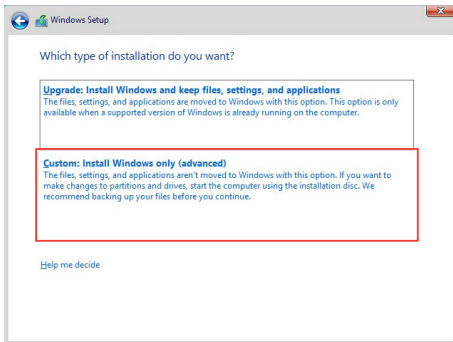 Windows Setup
Which type of installation do you want?
Upgrade: Install Windows and keep files, settings, and applications
The files, settings, and applications are moved to Windows with this option. This option is only
available when a supported version of Windows is already running on the computer.
Custom: Install Windows only (advanced)
The files, settings, and applications aren't moved to Windows with this option. If you want to
make changes to partitions and drives, start the computer using the installation disc. We
recommend backing up your files before you continue.
Help me decide